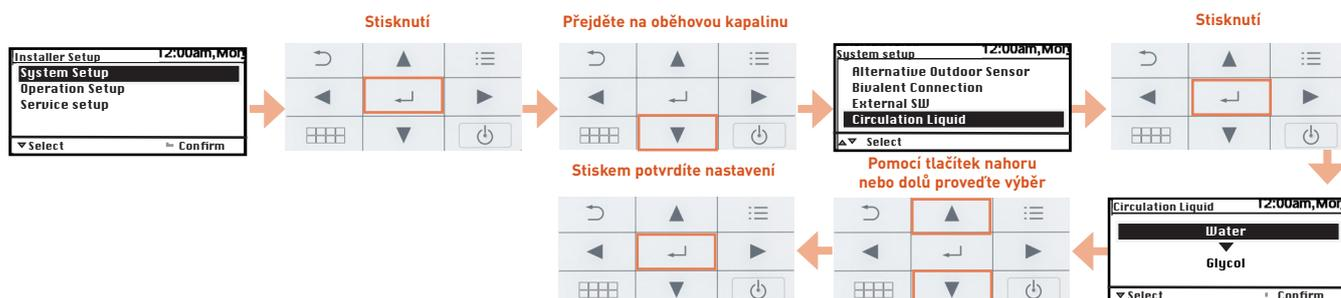 Stisknutí
Přejděte na oběhovou kapalinu
Stisknutí
Installer Setup 12:00am,Mon
System Setup
Operation Setup
Service setup
Select Confirm
System setup 12:00am,Mon
Alternative Outdoor Sensor
Bivalent Connection
External SW
Circulation Liquid
Select
Stiskem potvrdíte nastavení
Pomocí tlačítek nahoru
nebo dolů proveďte výběr
Circulation Liquid 12:00am,Mon
Water
Glycol
Select Confirm